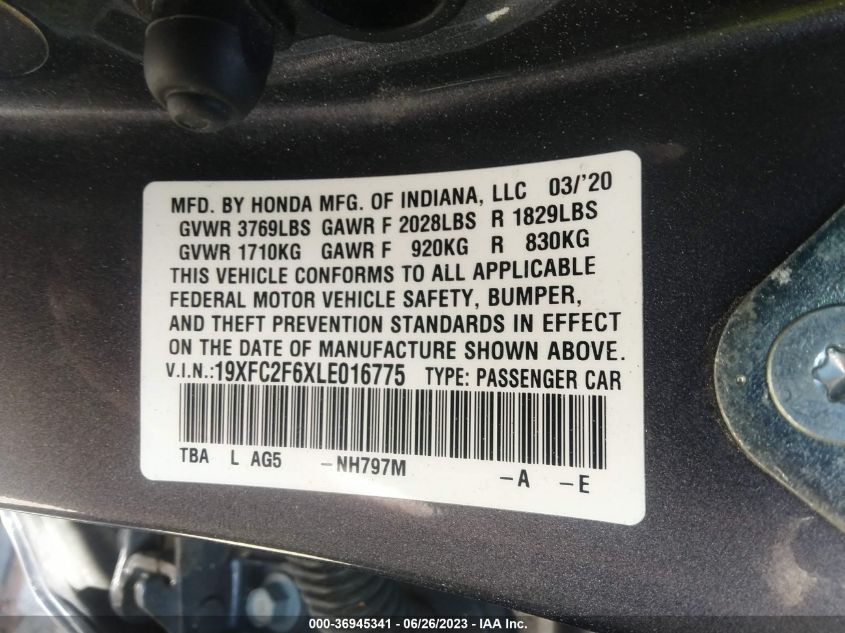 MFD. BY HONDA MFG. OF INDIANA, LLC 03/'20
GVWR 3769LBS GAWR F 2028LBS R 1829LBS
GVWR 1710KG GAWR F 920KG R 830KG
THIS VEHICLE CONFORMS TO ALL APPLICABLE
FEDERAL MOTOR VEHICLE SAFETY, BUMPER,
AND THEFT PREVENTION STANDARDS IN EFFECT
ON THE DATE OF MANUFACTURE SHOWN ABOVE.
V.I.N.:19XFC2F6XLE016775 TYPE: PASSENGER CAR
TBA L AG5 -NH797M -A -E
000-36945341 / 06/26/2023 - IAA Inc.